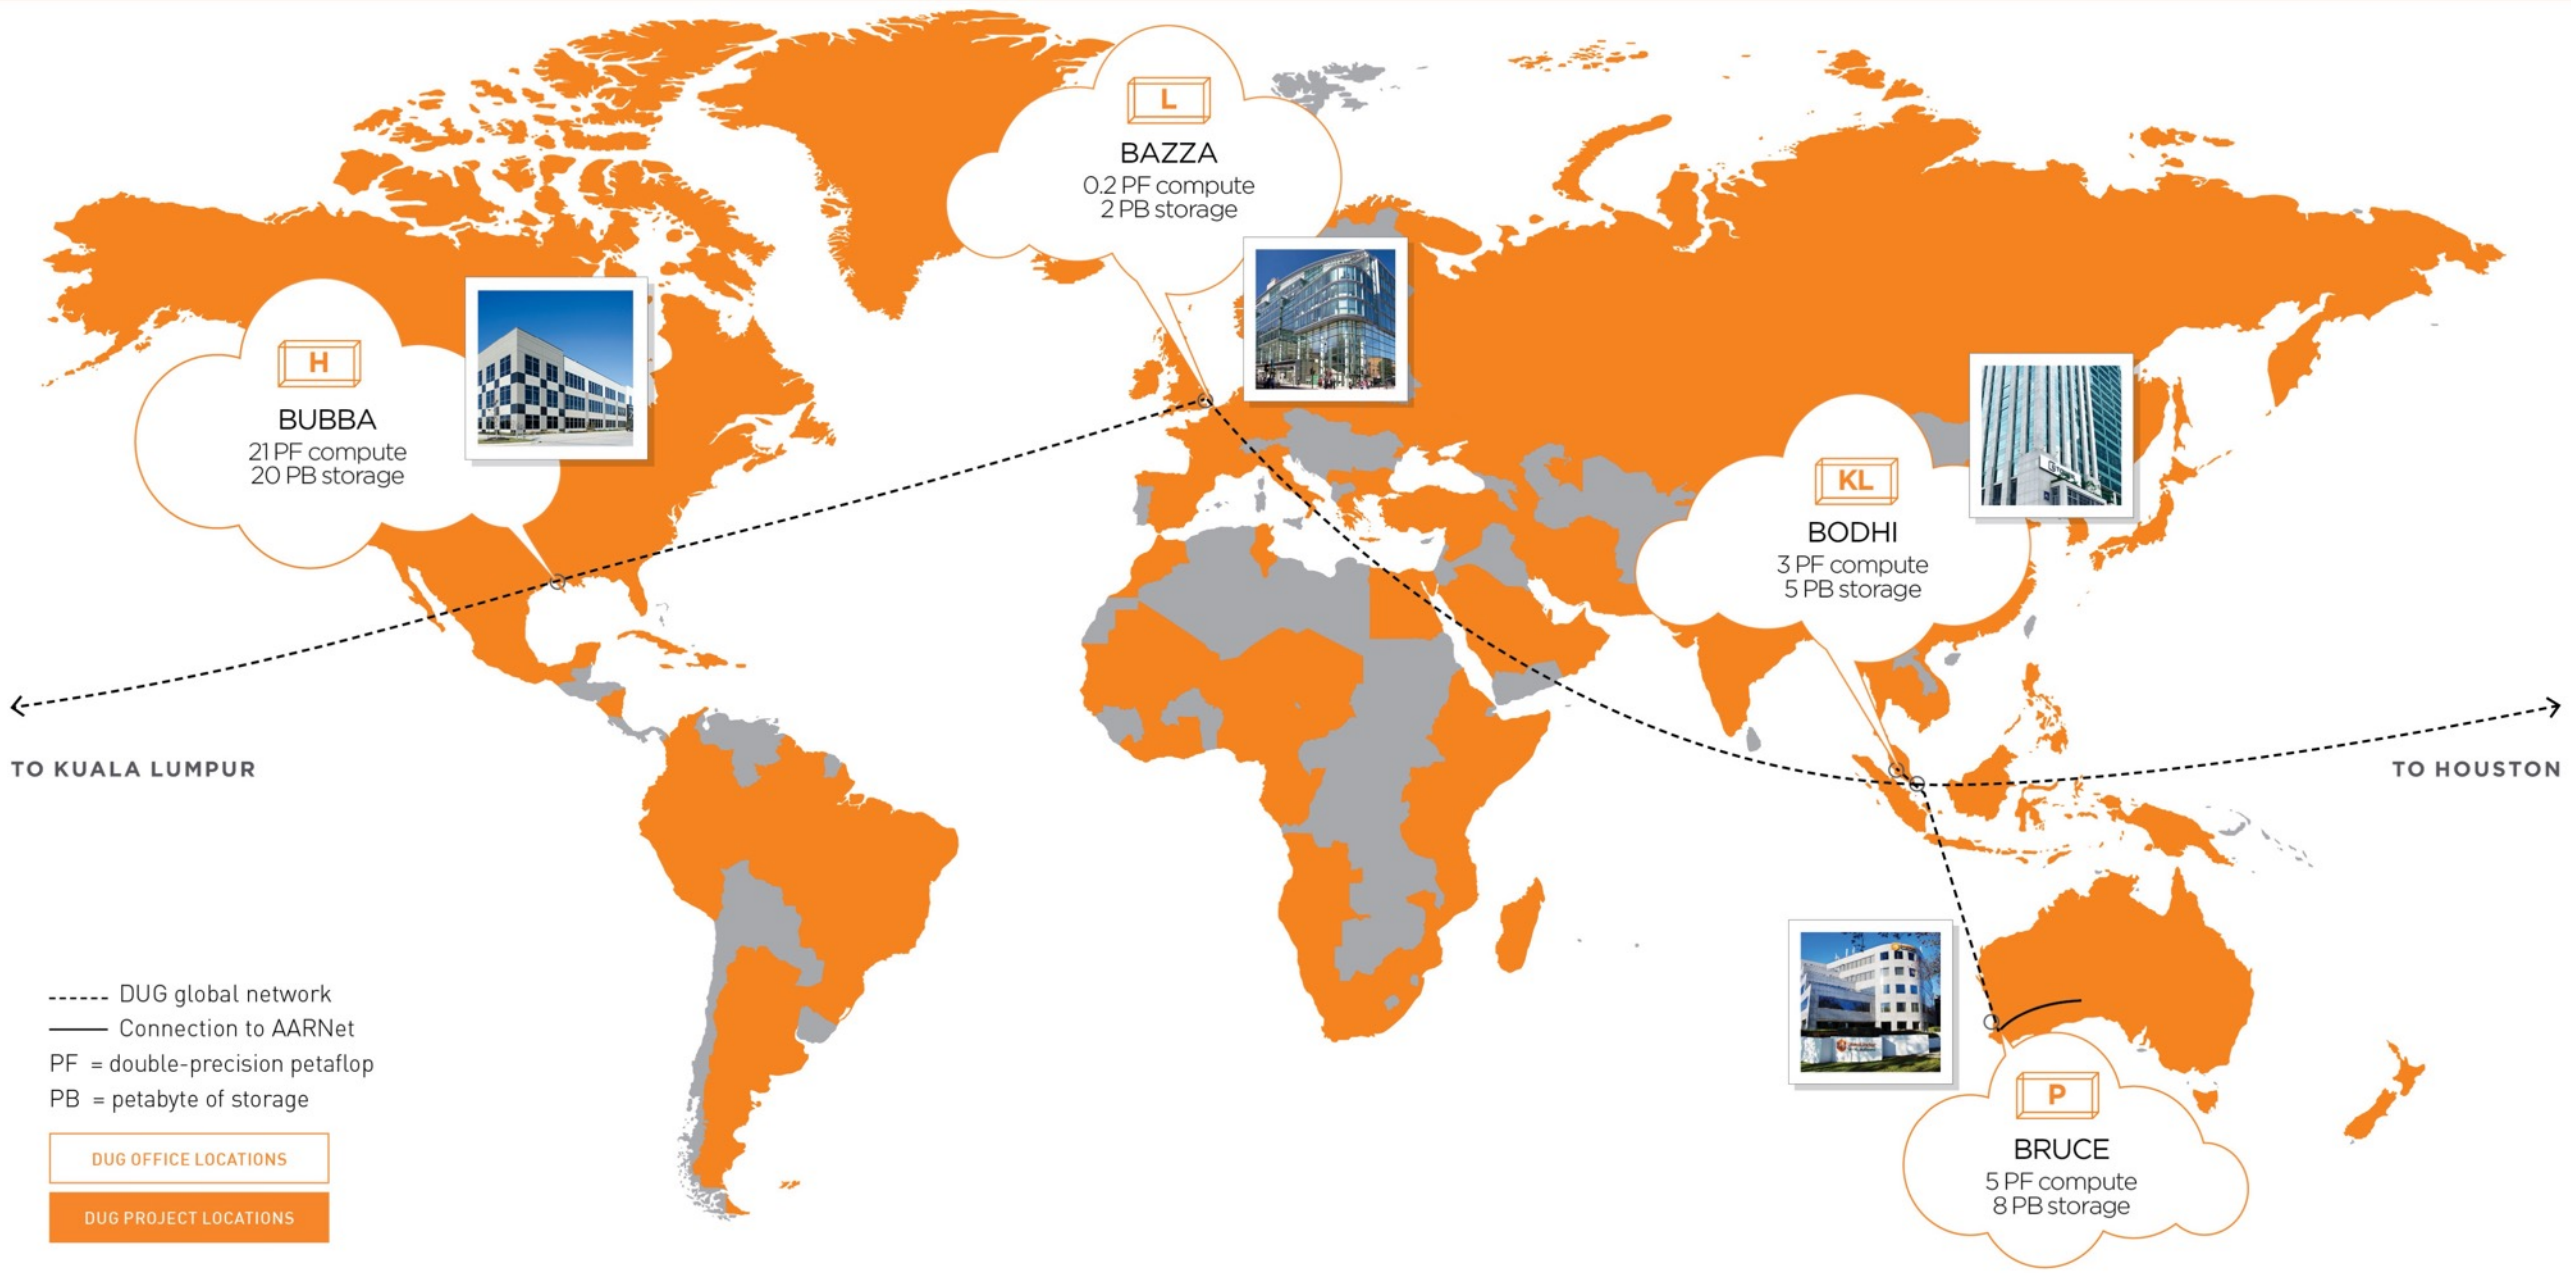 L
BAZZA
0.2 PF compute
2 PB storage
H
BUBBA
21 PF compute
20 PB storage
KL
BODHI
3 PF compute
5 PB storage
TO KUALA LUMPUR
TO HOUSTON
P
BRUCE
5 PF compute
8 PB storage
DUG global network
Connection to AARNet
PF = double-precision petaflop
PB = petabyte of storage
DUG OFFICE LOCATIONS
DUG PROJECT LOCATIONS